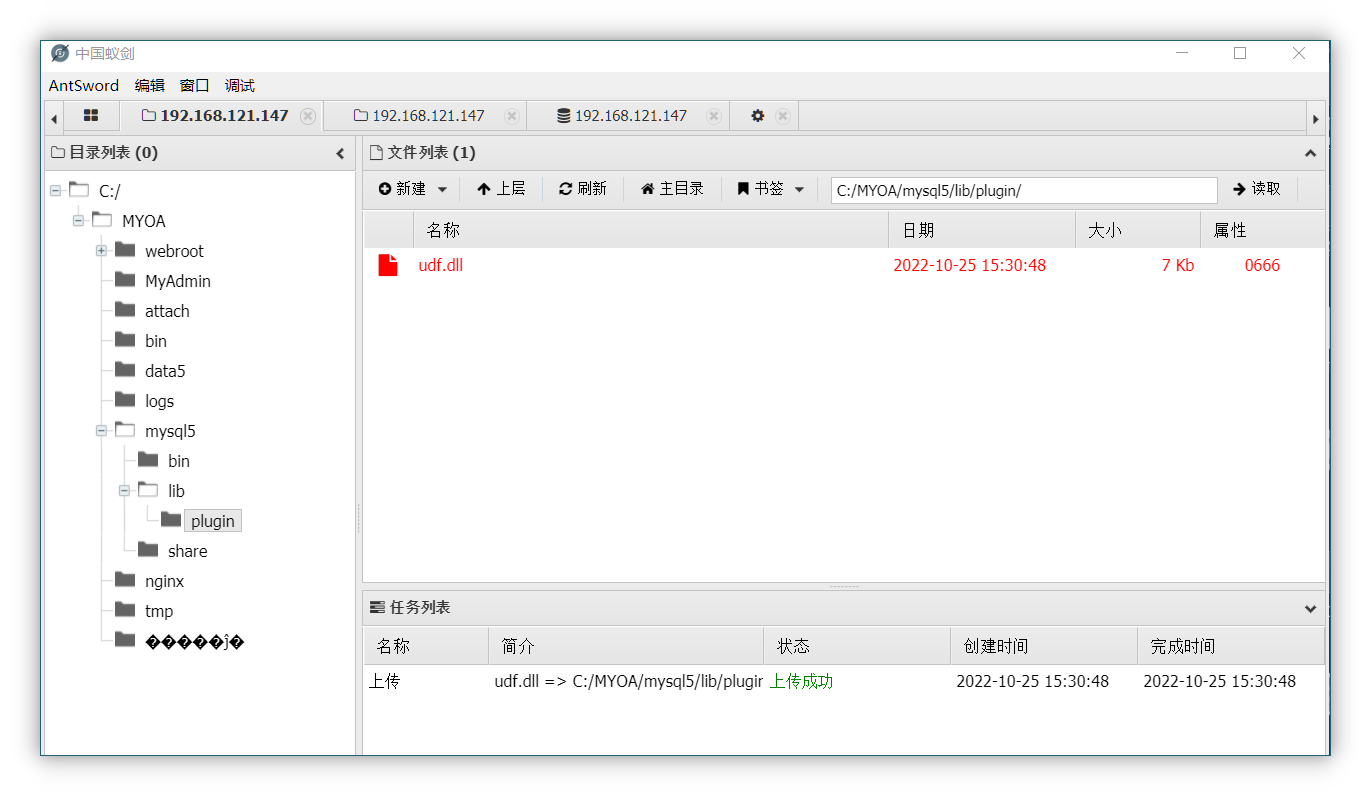 中国蚁剑
AntSword 编辑 窗口 调试
192.168.121.147 192.168.121.147 192.168.121.147
目录列表 (0)
C:/
MYOA
webroot
MyAdmin
attach
bin
data5
logs
mysql5
bin
lib
plugin
share
nginx
tmp
�����ĵ�
文件列表 (1)
新建 上层 刷新 主目录 书签 C:/MYOA/mysql5/lib/plugin/ 读取
名称 日期 大小 属性
udf.dll 2022-10-25 15:30:48 7 Kb 0666
任务列表
名称 简介 状态 创建时间 完成时间
上传 udf.dll => C:/MYOA/mysql5/lib/plugir 上传成功 2022-10-25 15:30:48 2022-10-25 15:30:48